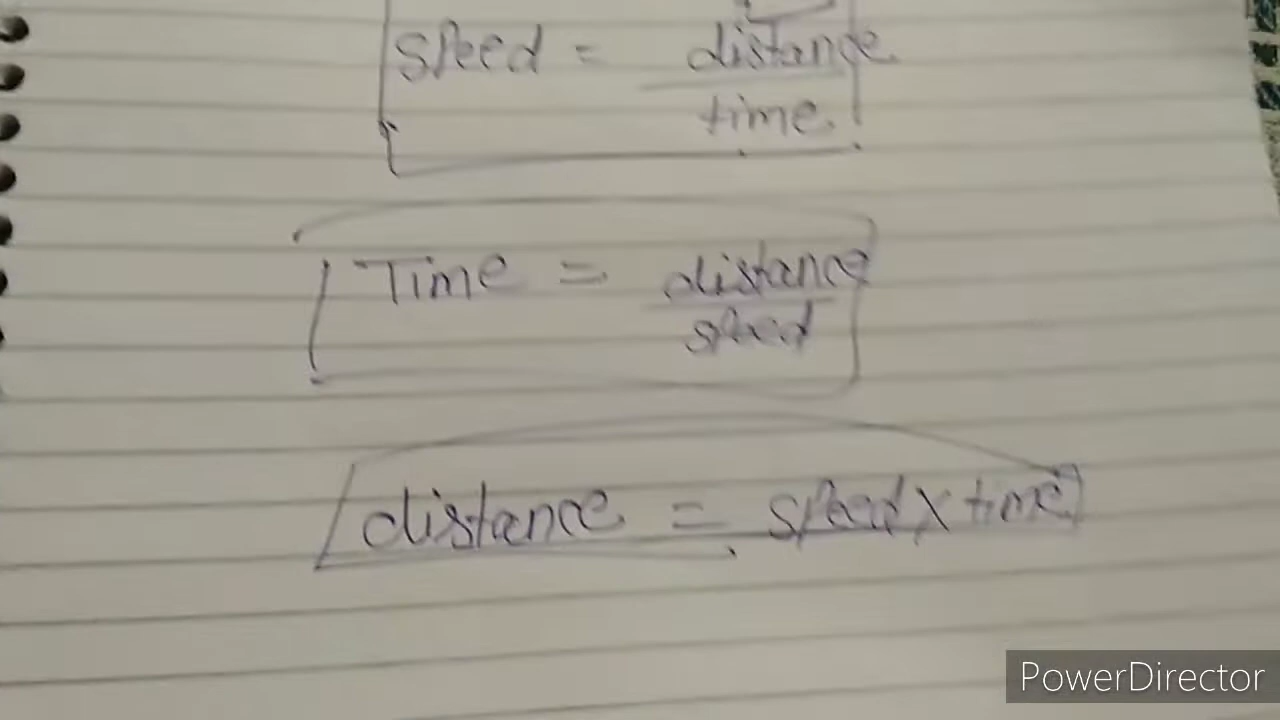 speed = distance
time
Time = distance
speed
distance = speed x time
PowerDirector